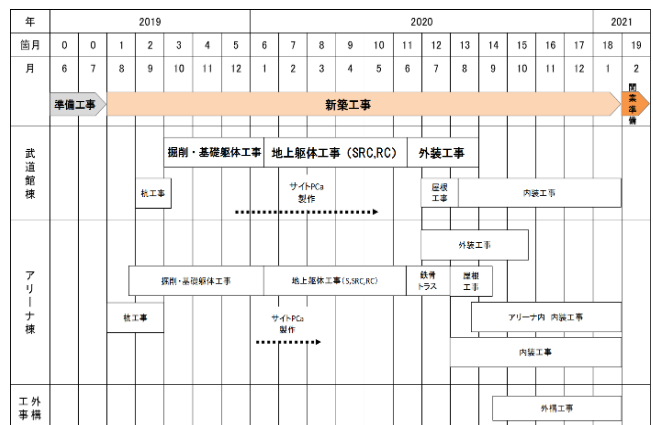 年 2019 2020 2021
箇月 0 0 1 2 3 4 5 6 7 8 9 10 11 12 13 14 15 16 17 18 19
月 6 7 8 9 10 11 12 1 2 3 4 5 6 7 8 9 10 11 12 1 2
準備工事 新築工事 開業準備
武道館棟
掘削・基礎躯体工事 地上躯体工事(SRC,RC) 外装工事
杭工事
サイトPCa
製作
屋根
工事
内装工事
アリーナ棟
外装工事
掘削・基礎躯体工事 地上躯体工事(S,SRC,RC)
鉄骨
トラス
屋根
工事
杭工事
サイトPCa
製作
アリーナ内 内装工事
内装工事
外構工事
外構工事